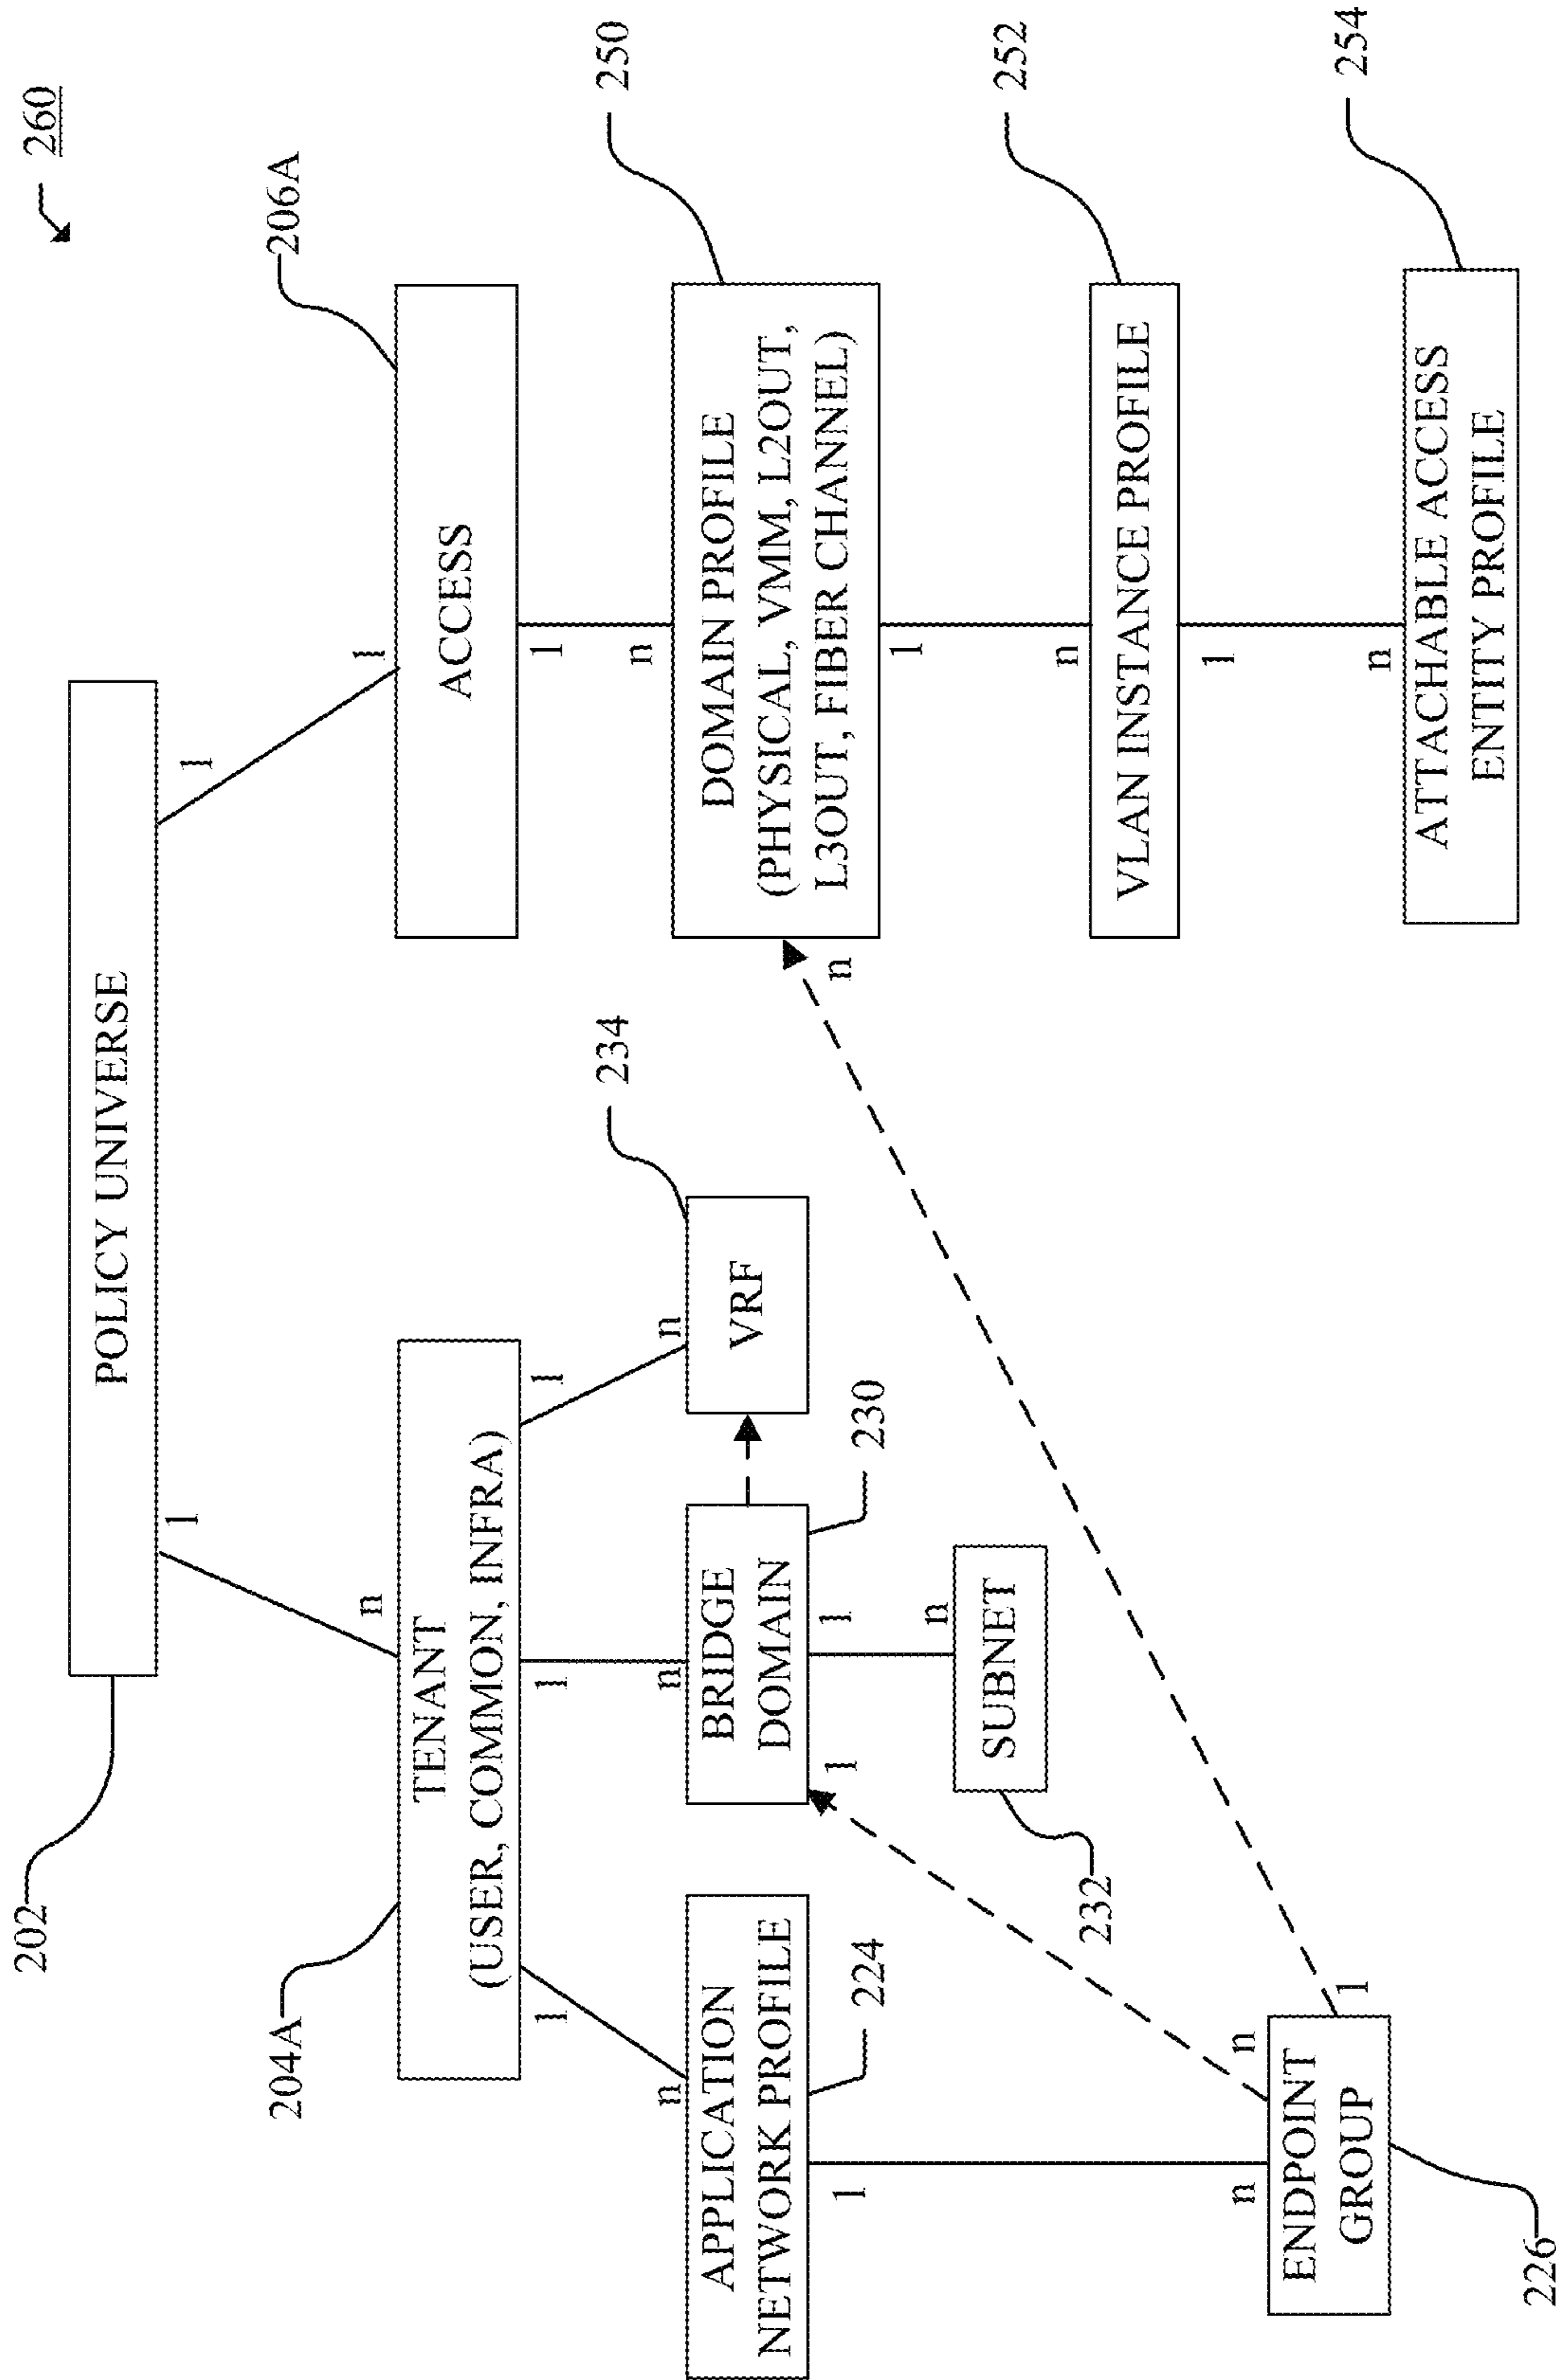 260
POLICY UNIVERSE
202
1
1
n
1
204A
TENANT
(USER, COMMON, INFRA)
206A
ACCESS
1
1
1
1
n
n
n
n
APPLICATION
NETWORK PROFILE
224
BRIDGE
DOMAIN
230
VRF
234
DOMAIN PROFILE
(PHYSICAL, VMM, L2OUT,
L3OUT, FIBER CHANNEL)
250
1
1
1
n
1
n
n
SUBNET
232
VLAN INSTANCE PROFILE
252
1
n
n
1
n
ENDPOINT
GROUP
226
ATTACHABLE ACCESS
ENTITY PROFILE
254